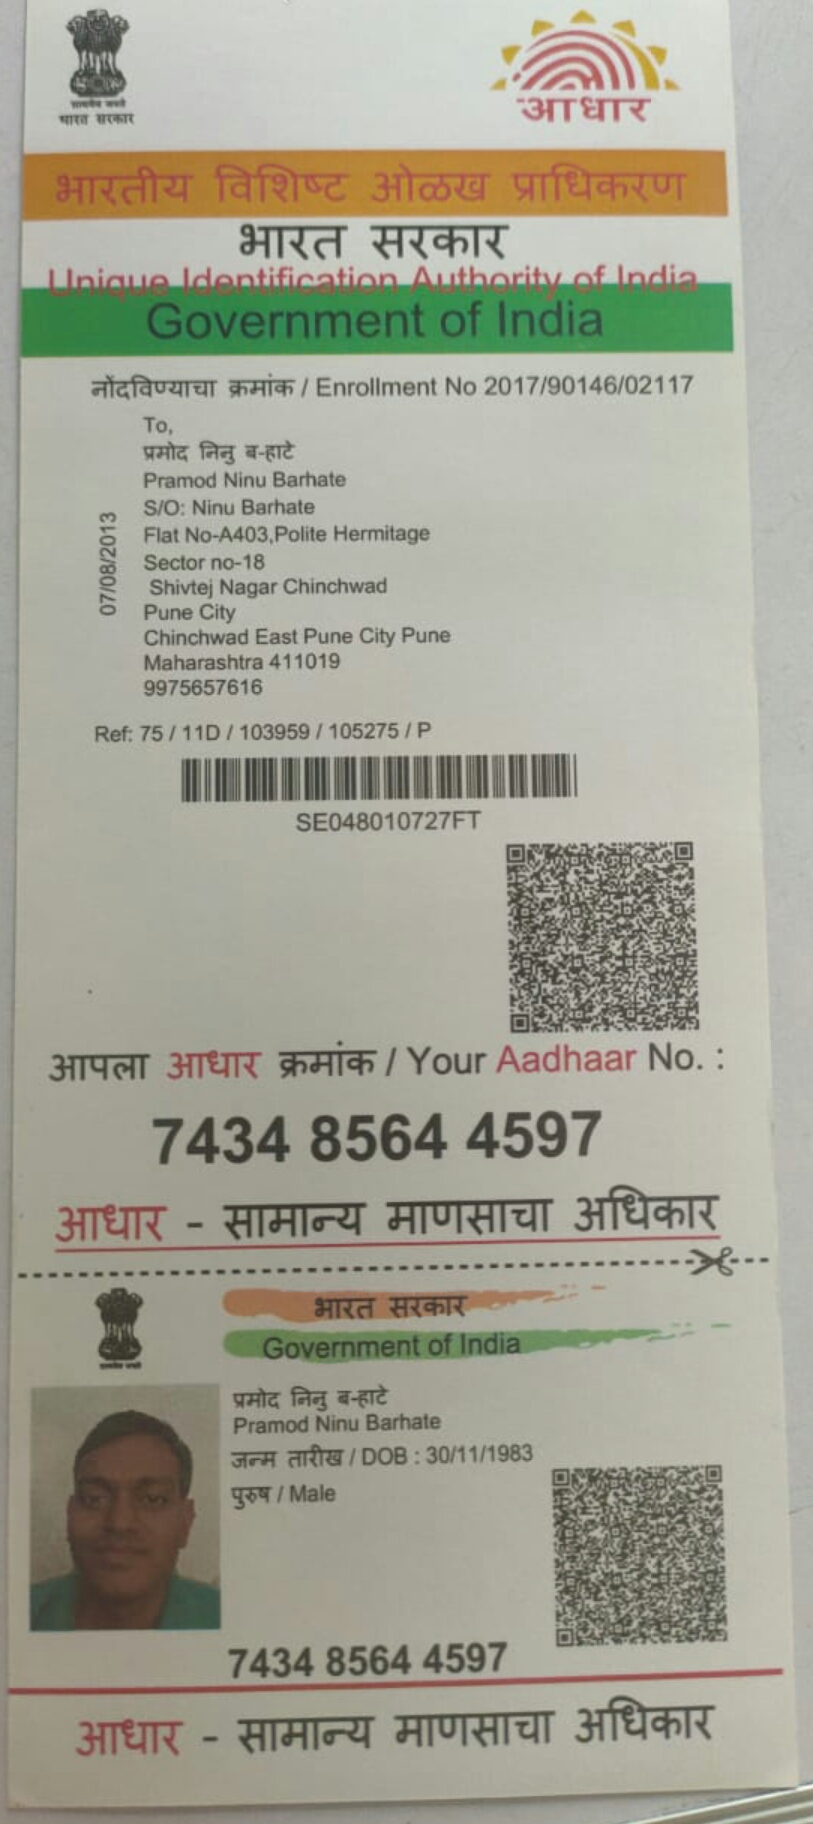 सत्यमेव जयते
भारत सरकार
आधार
भारतीय विशिष्ट ओळख प्राधिकरण
भारत सरकार
Unique Identification Authority of India
Government of India
नोंदविण्याचा क्रमांक / Enrollment No 2017/90146/02117
To,
प्रमोद निनु ब-हाटे
Pramod Ninu Barhate
S/O: Ninu Barhate
Flat No-A403,Polite Hermitage
Sector no-18
Shivtej Nagar Chinchwad
Pune City
Chinchwad East Pune City Pune
Maharashtra 411019
9975657616
07/08/2013
Ref: 75 / 11D / 103959 / 105275 / P
SE048010727FT
आपला आधार क्रमांक / Your Aadhaar No. :
7434 8564 4597
आधार - सामान्य माणसाचा अधिकार
भारत सरकार
Government of India
प्रमोद निनु ब-हाटे
Pramod Ninu Barhate
जन्म तारीख / DOB : 30/11/1983
पुरुष / Male
7434 8564 4597
आधार - सामान्य माणसाचा अधिकार